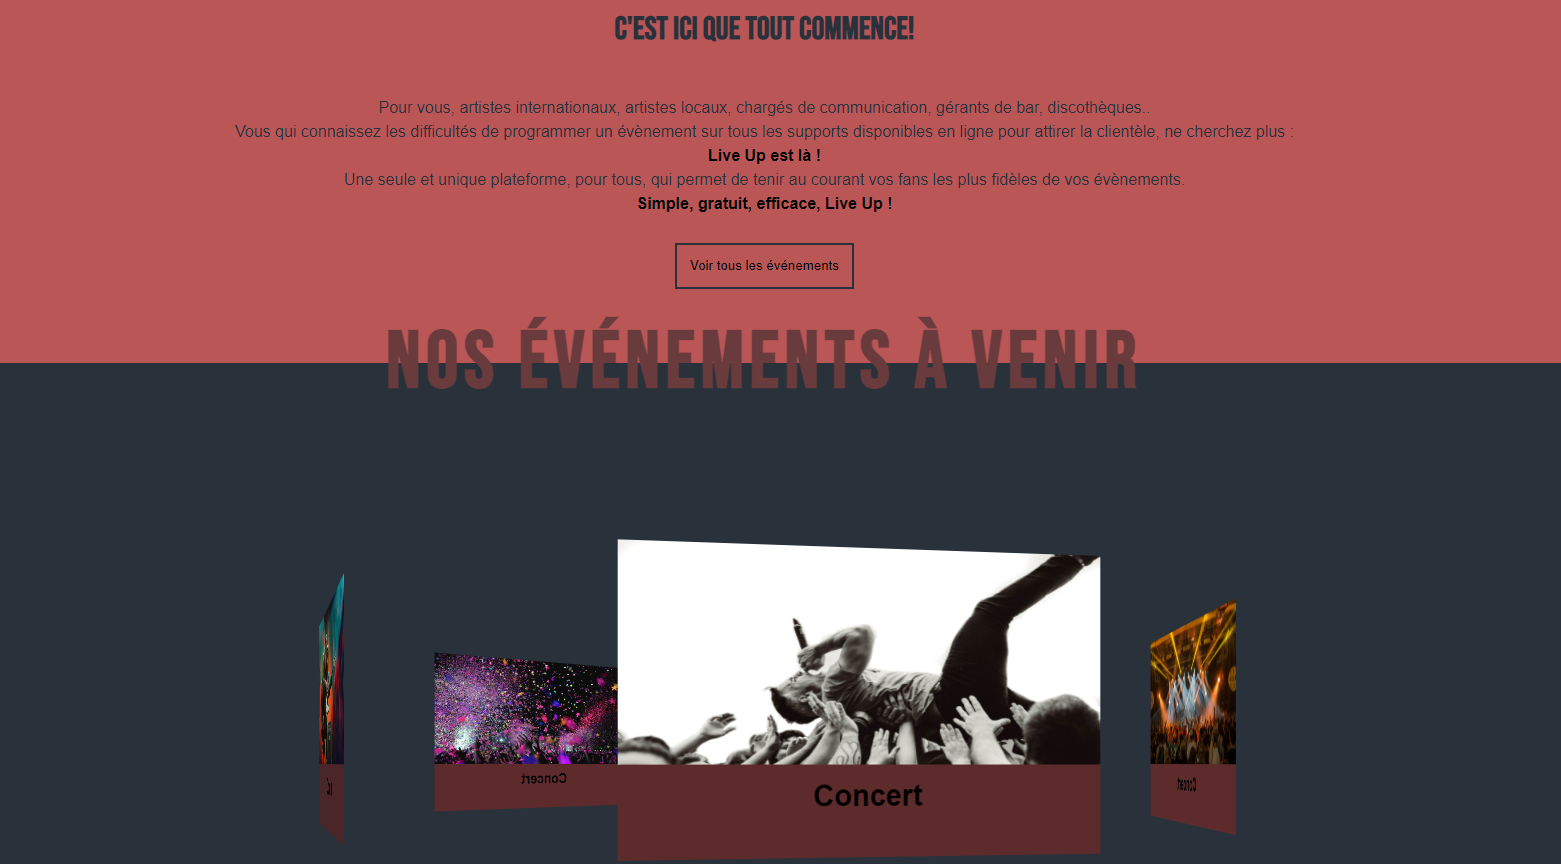 C'EST ICI QUE TOUT COMMENCE!
Pour vous, artistes internationaux, artistes locaux, chargés de communication, gérants de bar, discothèques..
Vous qui connaissez les difficultés de programmer un évènement sur tous les supports disponibles en ligne pour attirer la clientèle, ne cherchez plus :
Live Up est là !
Une seule et unique plateforme, pour tous, qui permet de tenir au courant vos fans les plus fidèles de vos évènements.
Simple, gratuit, efficace, Live Up !
Voir tous les événements
NOS ÉVÉNEMENTS À VENIR
Concert
Concert
Concert